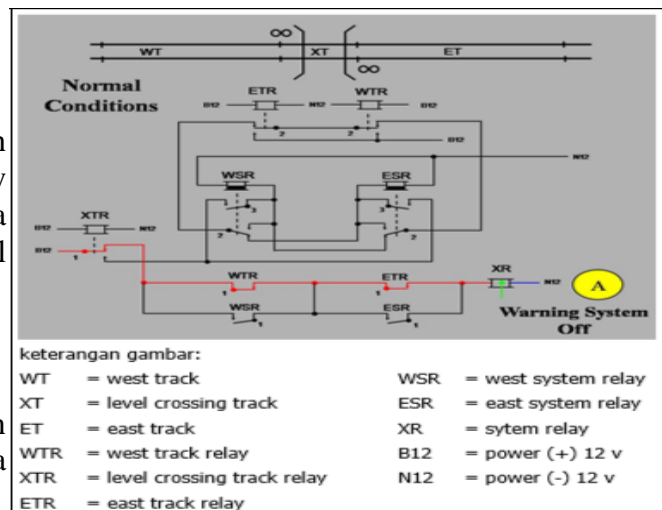 WT XT ET
Normal
Conditions
ETR WTR
B12 N12 B12
2 2
B12
N12
WSR ESR
3 3
2 2
XTR
B12 N12
B12
1
WTR ETR XR
1 1 N12 A
WSR ESR
1 1
Warning System
Off
keterangan gambar:
WT = west track
XT = level crossing track
ET = east track
WTR = west track relay
XTR = level crossing track relay
ETR = east track relay
WSR = west system relay
ESR = east system relay
XR = sytem relay
B12 = power (+) 12 v
N12 = power (-) 12 v